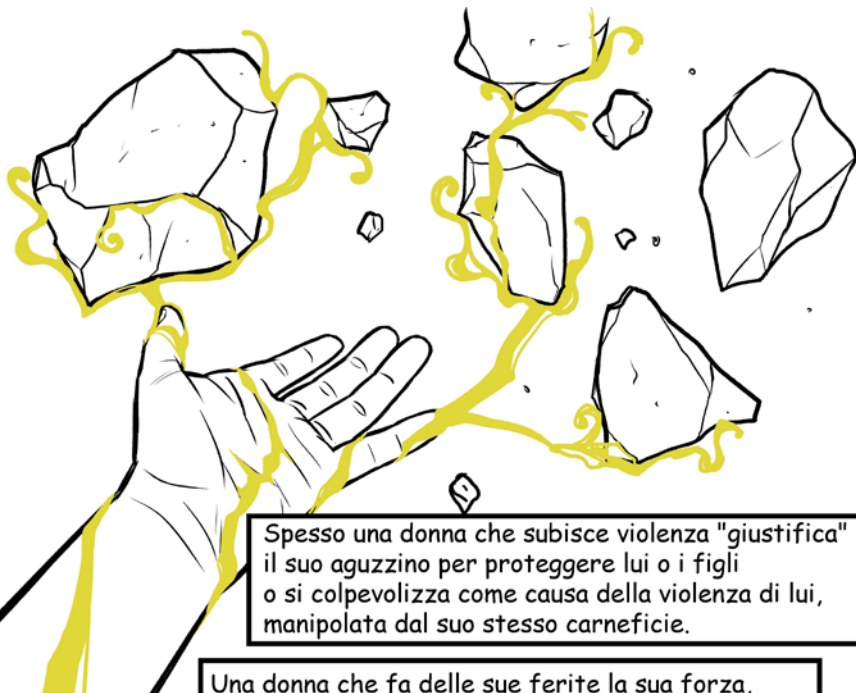 Spesso una donna che subisce violenza "giustifica"
il suo aguzzino per proteggere lui o i figli
o si colpevolizza come causa della violenza di lui,
manipolata dal suo stesso carneficie.
Una donna che fa delle sue ferite la sua forza,